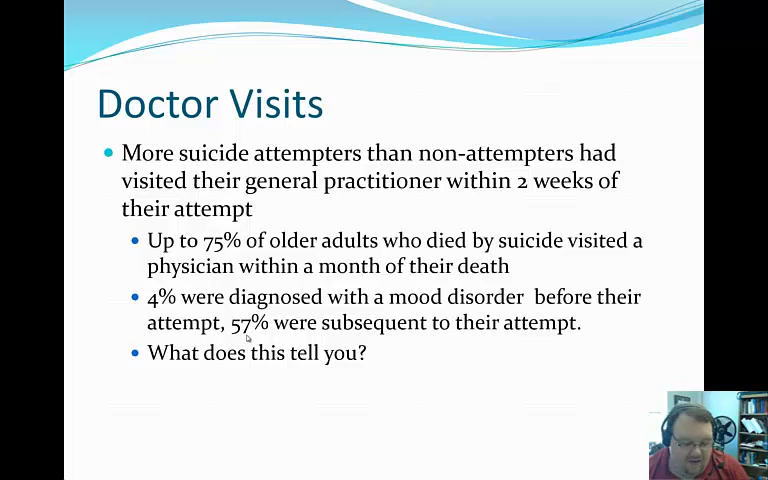 Doctor Visits
• More suicide attempters than non-attempters had
visited their general practitioner within 2 weeks of
their attempt
• Up to 75% of older adults who died by suicide visited a
physician within a month of their death
• 4% were diagnosed with a mood disorder  before their
attempt, 57% were subsequent to their attempt.
• What does this tell you?